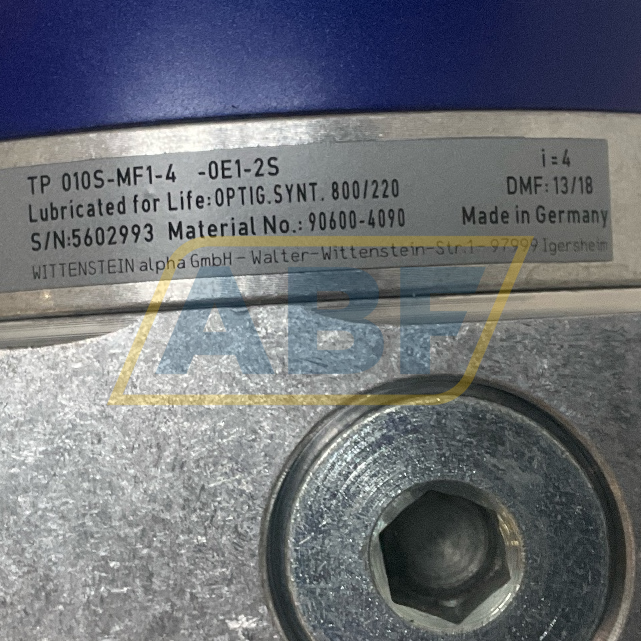 TP 010S-MF1-4 -0E1-2S i=4
Lubricated for Life:OPTIG.SYNT. 800/220 DMF:13/18
S/N:5602993 Material No.: 90600-4090 Made in Germany
WITTENSTEIN alpha GmbH - Walter-Wittenstein-Str.1 - 97999 Igersheim
ABF